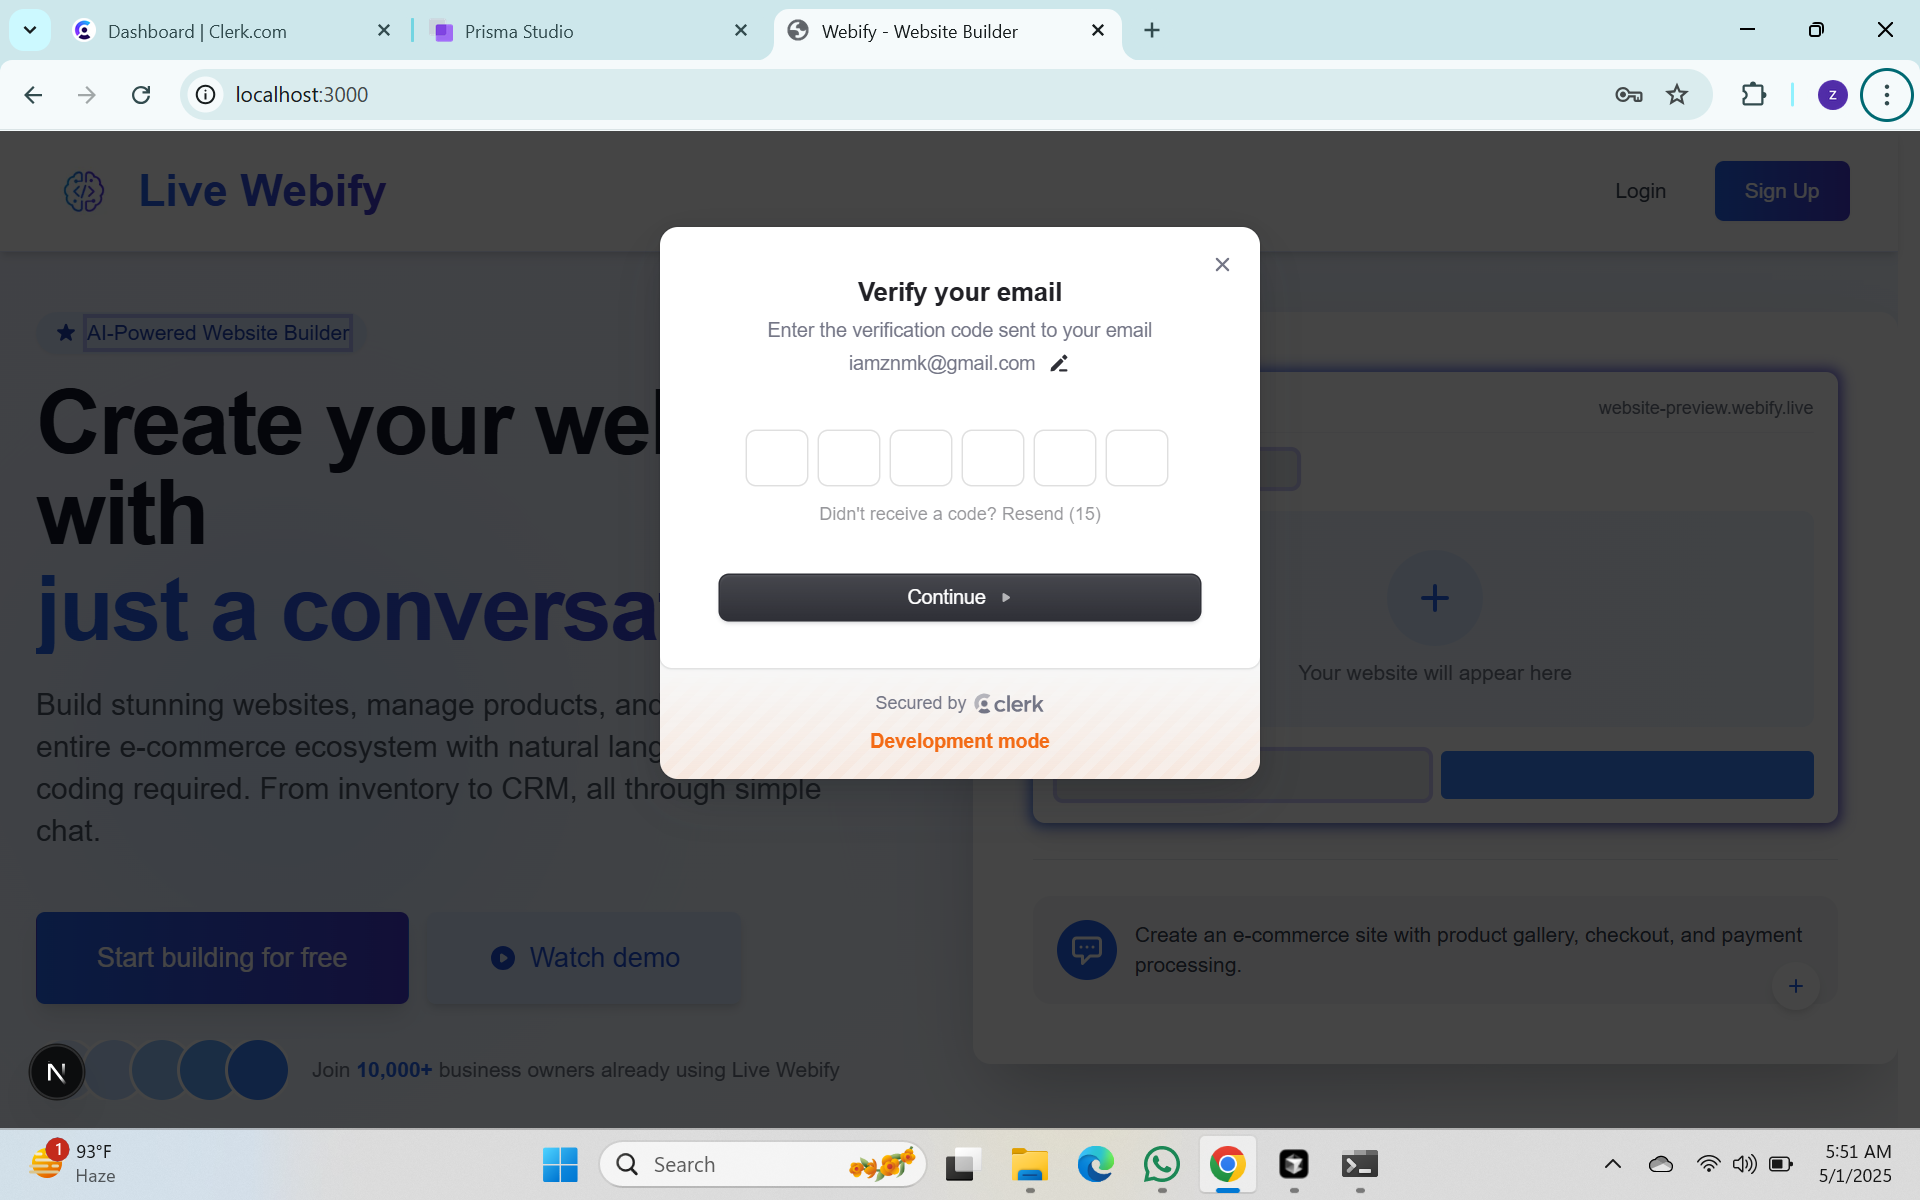 Dashboard | Clerk.com
Prisma Studio
Webify - Website Builder
localhost:3000
z
Live Webify
Login
Sign Up
AI-Powered Website Builder
Create your we
with
just a conversa
Build stunning websites, manage products, and
entire e-commerce ecosystem with natural lang
coding required. From inventory to CRM, all through simple
chat.
Start building for free
Watch demo
N
Join 10,000+ business owners already using Live Webify
Verify your email
Enter the verification code sent to your email
iamznmk@gmail.com
Didn't receive a code? Resend (15)
Continue
Secured by clerk
Development mode
website-preview.webify.live
Your website will appear here
Create an e-commerce site with product gallery, checkout, and payment
processing.
1
93°F
Haze
Search
5:51 AM
5/1/2025